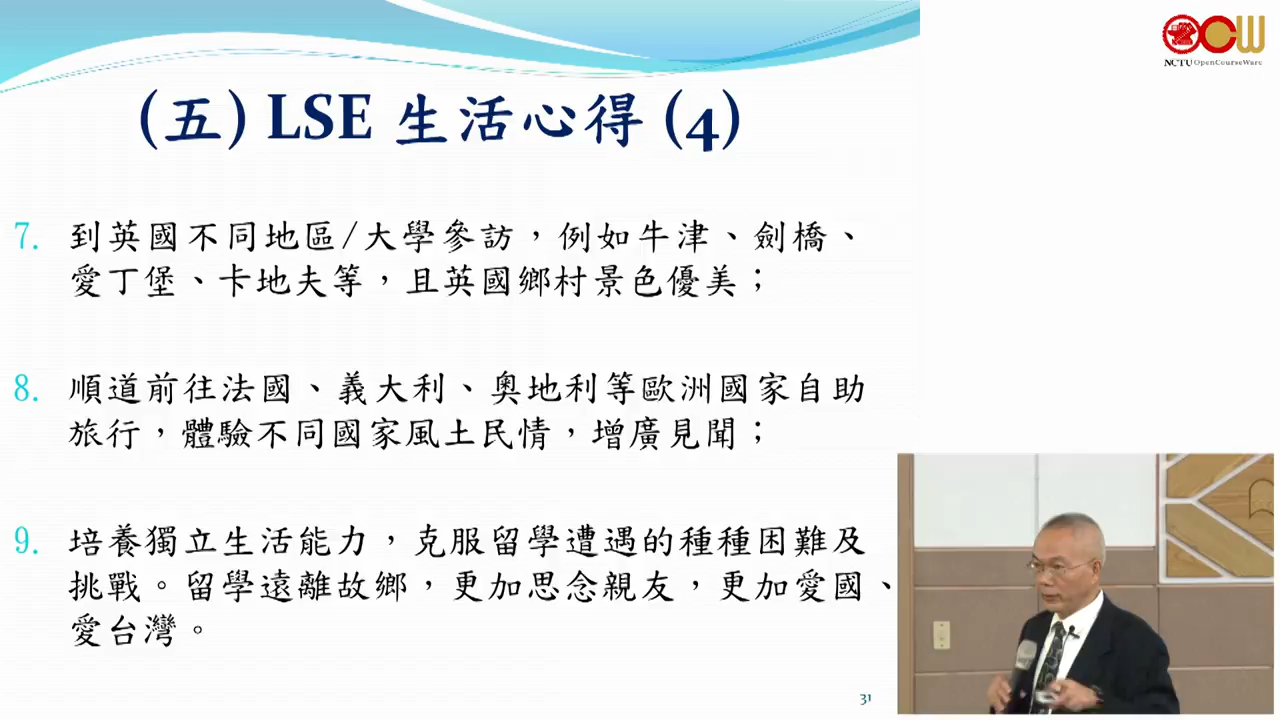 NCTU OpenCourseWare
(五) LSE 生活心得 (4)
7. 到英國不同地區/大學參訪，例如牛津、劍橋、
愛丁堡、卡地夫等，且英國鄉村景色優美；
8. 順道前往法國、義大利、奧地利等歐洲國家自助
旅行，體驗不同國家風土民情，增廣見聞；
9. 培養獨立生活能力，克服留學遭遇的種種困難及
挑戰。留學遠離故鄉，更加思念親友，更加愛國、
愛台灣。
31